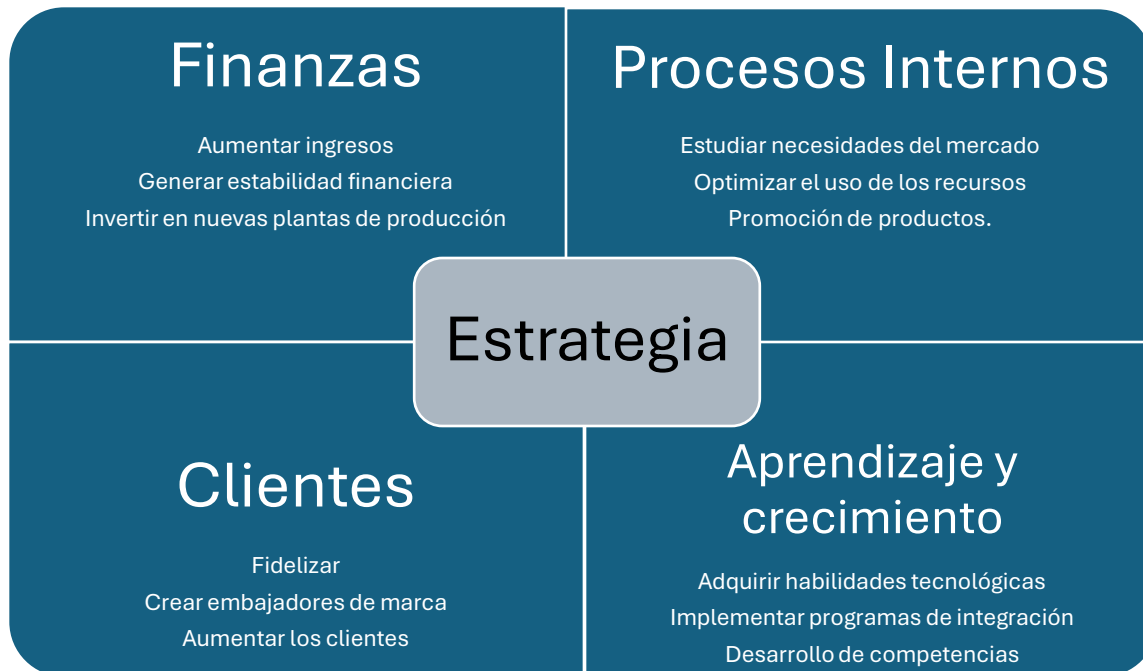 Finanzas
Aumentar ingresos
Generar estabilidad financiera
Invertir en nuevas plantas de producción
Procesos Internos
Estudiar necesidades del mercado
Optimizar el uso de los recursos
Promoción de productos.
Estrategia
Clientes
Fidelizar
Crear embajadores de marca
Aumentar los clientes
Aprendizaje y
crecimiento
Adquirir habilidades tecnológicas
Implementar programas de integración
Desarrollo de competencias